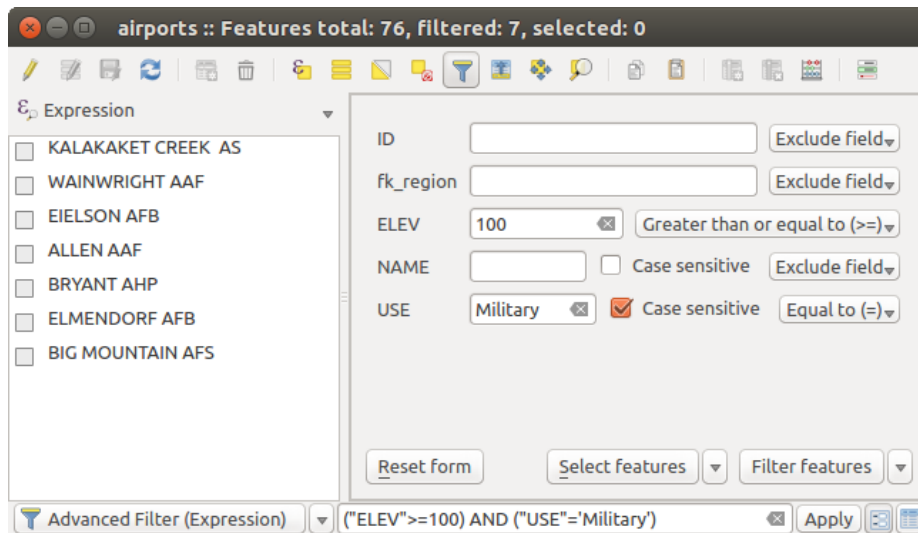 airports :: Features total: 76, filtered: 7, selected: 0
Expression
KALAKAKET CREEK AS
WAINWRIGHT AAF
EIELSON AFB
ALLEN AAF
BRYANT AHP
ELMENDORF AFB
BIG MOUNTAIN AFS
ID Exclude field
fk_region Exclude field
ELEV 100 Greater than or equal to (>=)
NAME Case sensitive Exclude field
USE Military Case sensitive Equal to (=)
Reset form Select features Filter features
Advanced Filter (Expression) ("ELEV">=100) AND ("USE"='Military') Apply